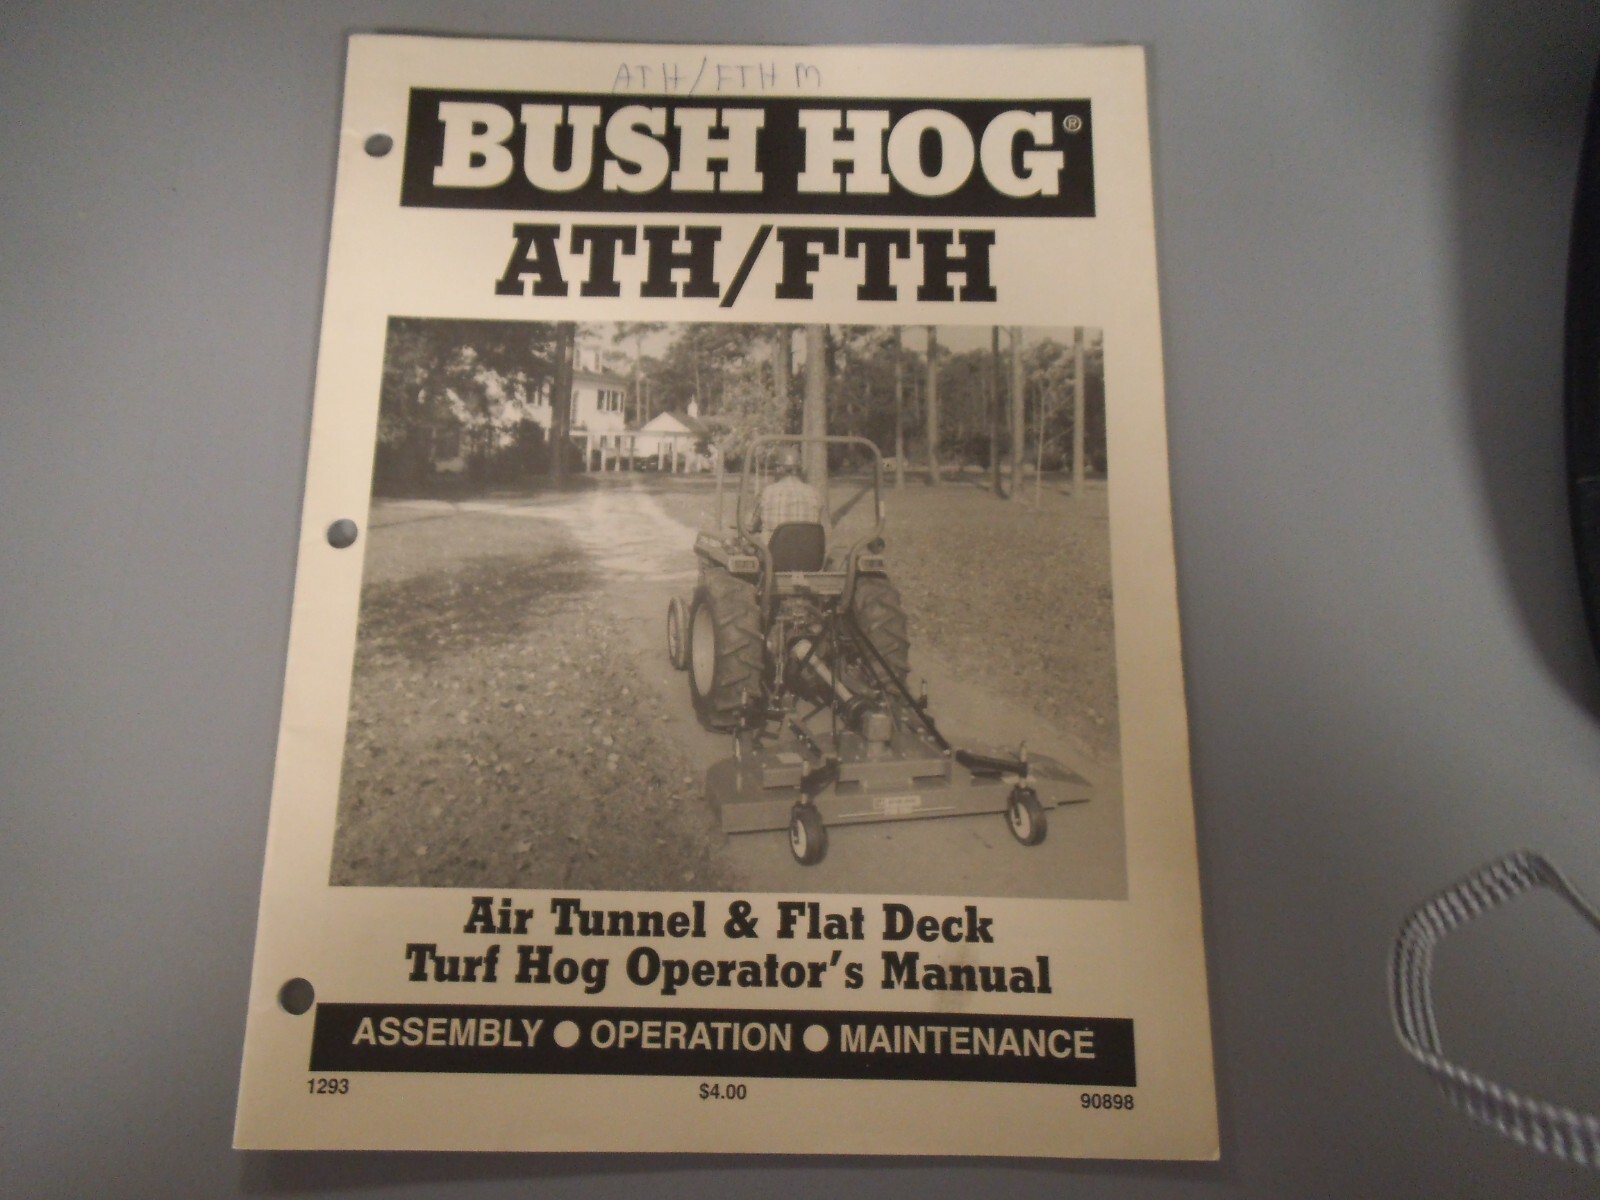 ATH/FTH M
BUSH HOG®
ATH/FTH
Air Tunnel & Flat Deck
Turf Hog Operator's Manual
ASSEMBLY ● OPERATION ● MAINTENANCE
1293 $4.00 90898